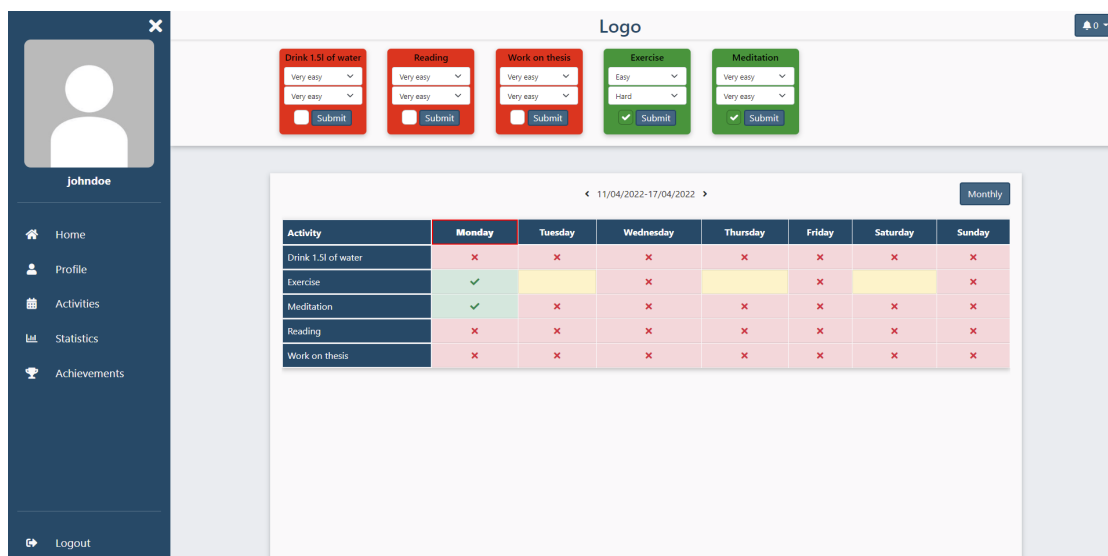 Logo
0
Drink 1.5l of water
Very easy
Very easy
Submit
Reading
Very easy
Very easy
Submit
Work on thesis
Very easy
Very easy
Submit
Exercise
Easy
Hard
Submit
Meditation
Very easy
Very easy
Submit
johndoe
Home
Profile
Activities
Statistics
Achievements
Logout
11/04/2022-17/04/2022
Monthly
Activity Monday Tuesday Wednesday Thursday Friday Saturday Sunday
Drink 1.5l of water
Exercise
Meditation
Reading
Work on thesis